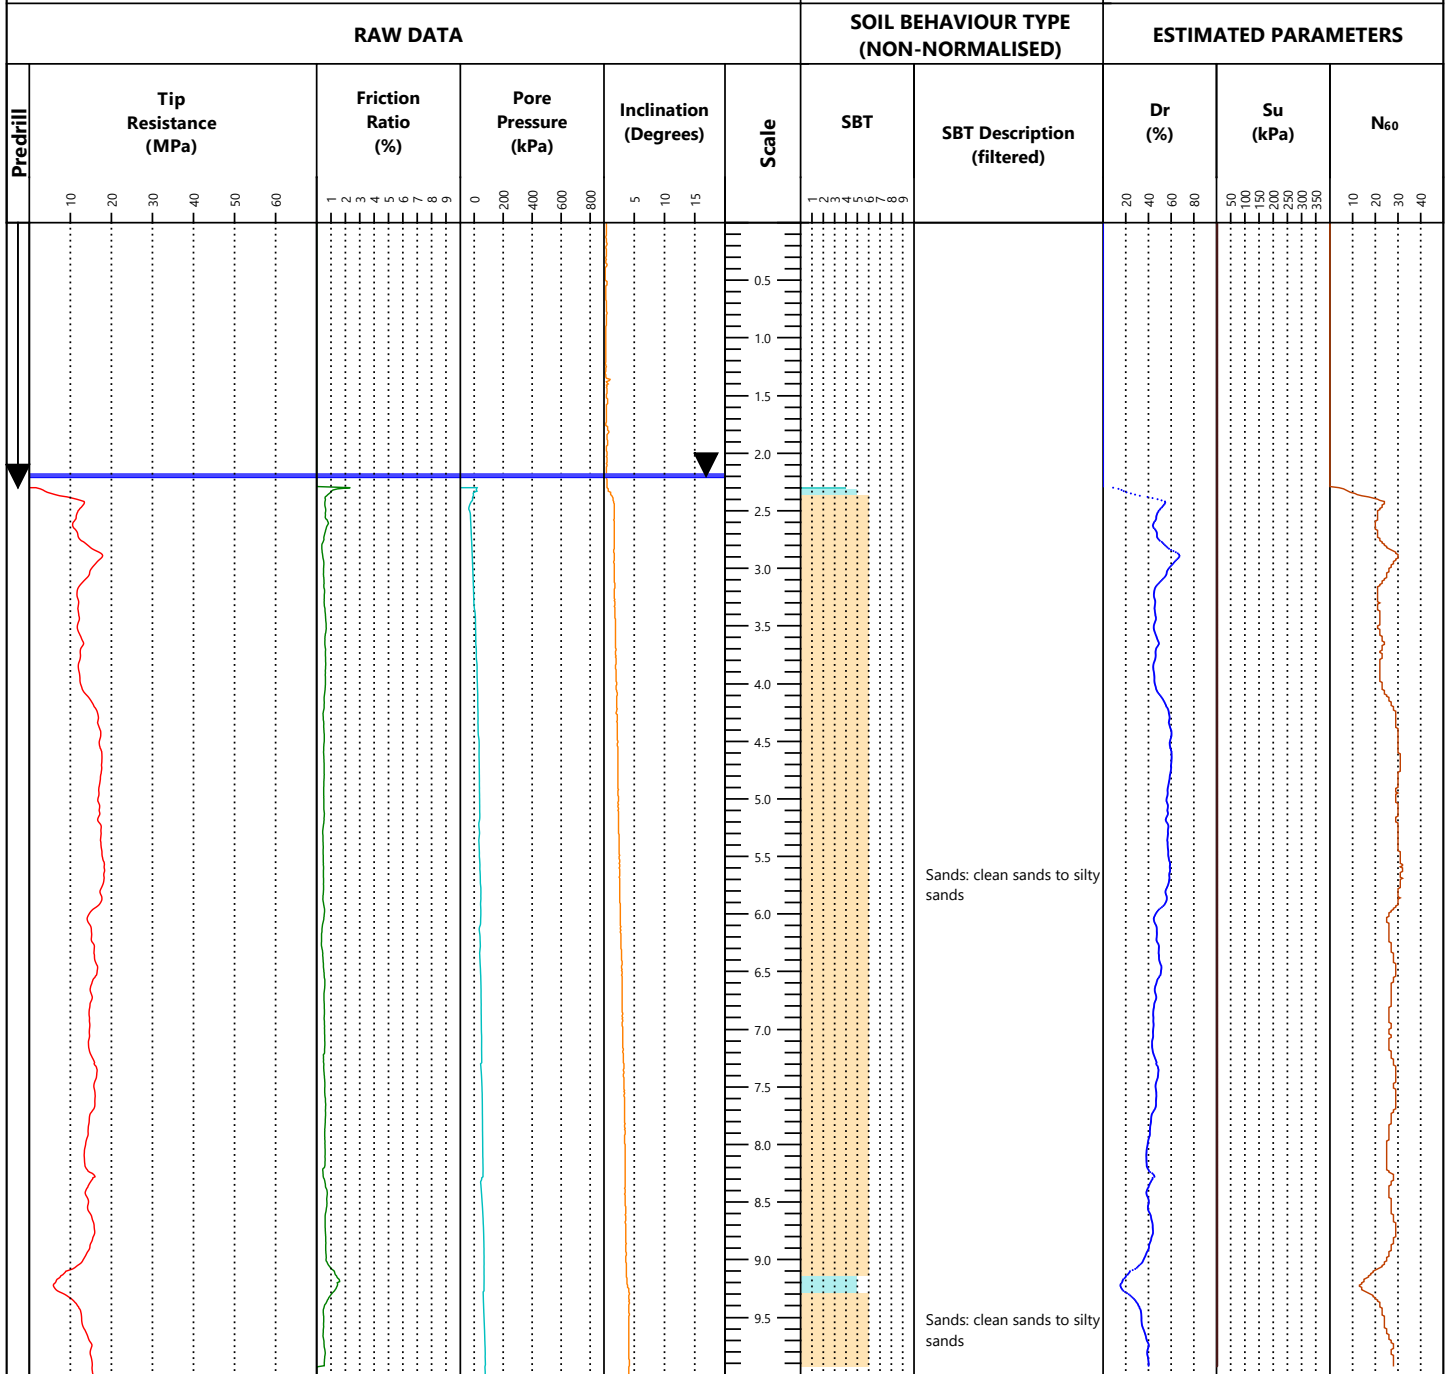 RAW DATA
SOIL BEHAVIOUR TYPE
(NON-NORMALISED)
ESTIMATED PARAMETERS
Predrill
Tip
Resistance
(MPa)
Friction
Ratio
(%)
Pore
Pressure
(kPa)
Inclination
(Degrees)
Scale
SBT
SBT Description
(filtered)
Dr
(%)
Su
(kPa)
N60
10 20 30 40 50 60
1 2 3 4 5 6 7 8 9
0 200 400 600 800
5 10 15
1 2 3 4 5 6 7 8 9
20 40 60 80
50 100 150 200 250 300 350
10 20 30 40
0.5
1.0
1.5
2.0
2.5
3.0
3.5
4.0
4.5
5.0
5.5
Sands: clean sands to silty
sands
6.0
6.5
7.0
7.5
8.0
8.5
9.0
9.5
Sands: clean sands to silty
sands